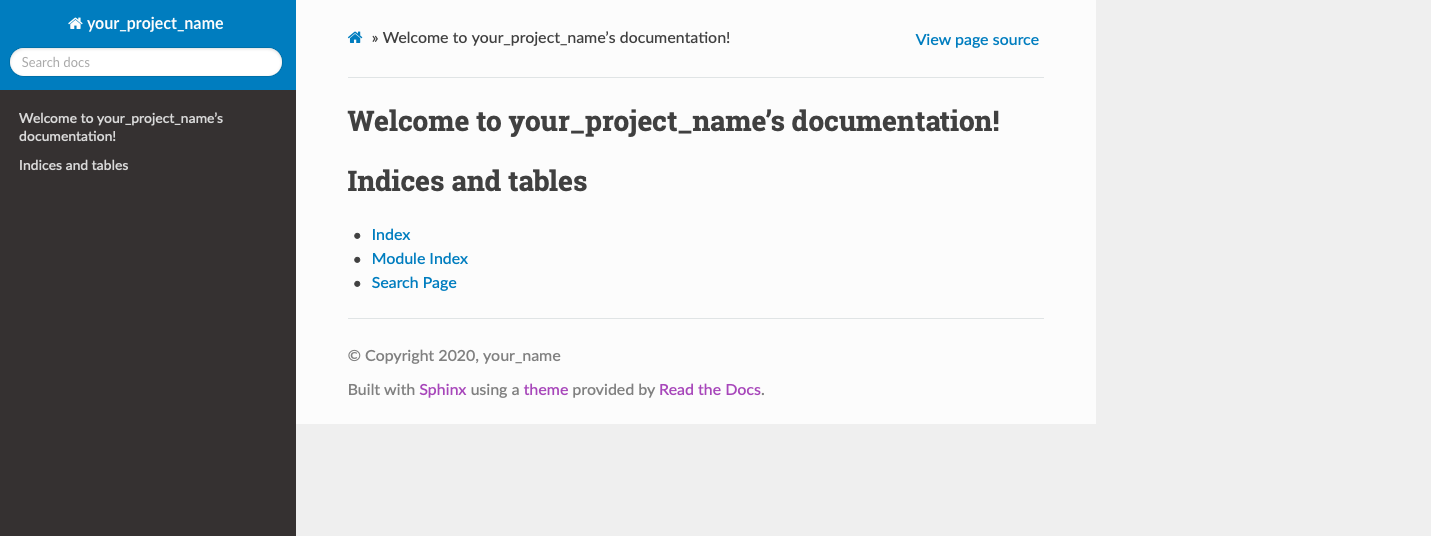 your_project_name
Search docs
Welcome to your_project_name’s
documentation!
Indices and tables
» Welcome to your_project_name’s documentation!
View page source
Welcome to your_project_name’s documentation!
Indices and tables
• Index
• Module Index
• Search Page
© Copyright 2020, your_name
Built with Sphinx using a theme provided by Read the Docs.